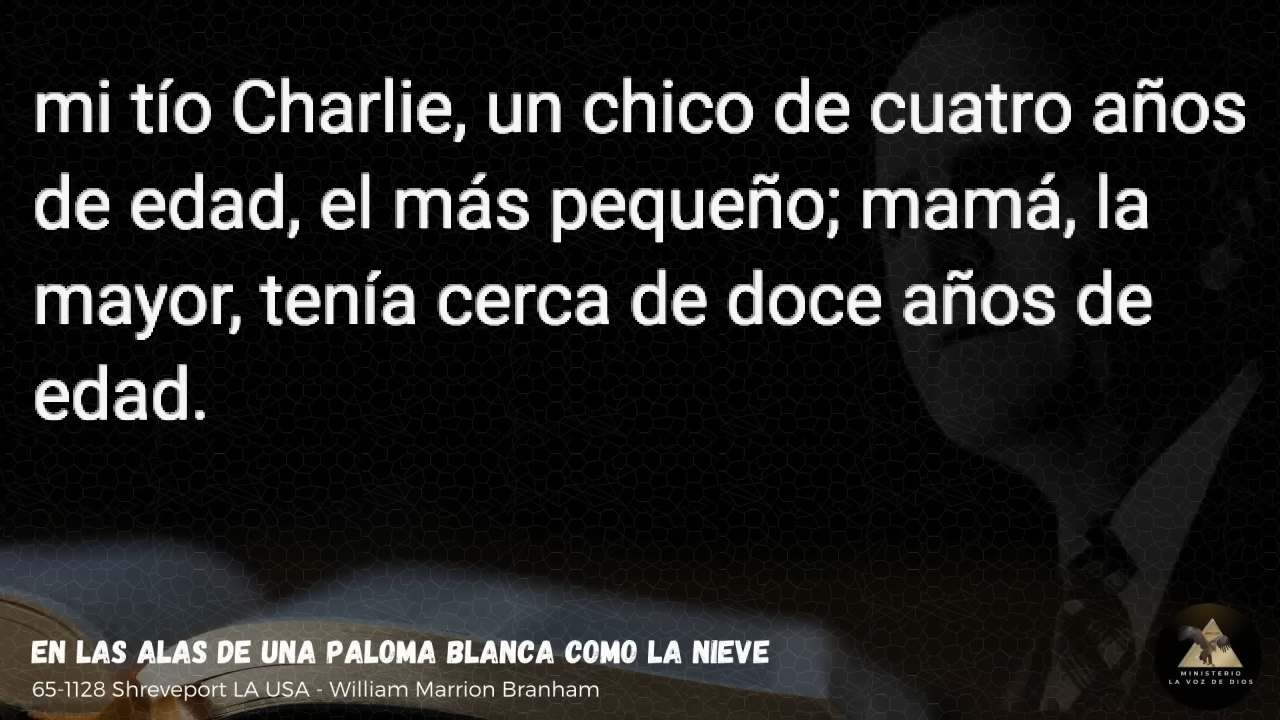 mi tío Charlie, un chico de cuatro años
de edad, el más pequeño; mamá, la
mayor, tenía cerca de doce años de
edad.
EN LAS ALAS DE UNA PALOMA BLANCA COMO LA NIEVE
65-1128 Shreveport LA USA - William Marrion Branham
MINISTERIO
LA VOZ DE DIOS